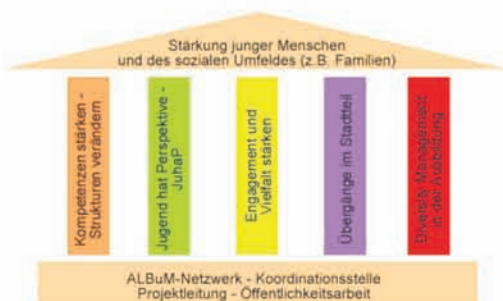 Stärkung junger Menschen
und des sozialen Umfeldes (z.B. Familien)
Kompetenzen stärken -
Strukturen verändern
Jugend hat Perspektive -
JuhaP
Engagement und
Vielfalt stärken
Übergänge im Stadtteil
Diversity Management
in der Ausbildung
ALBuM-Netzwerk - Koordinationsstelle
Projektleitung - Öffentlichkeitsarbeit